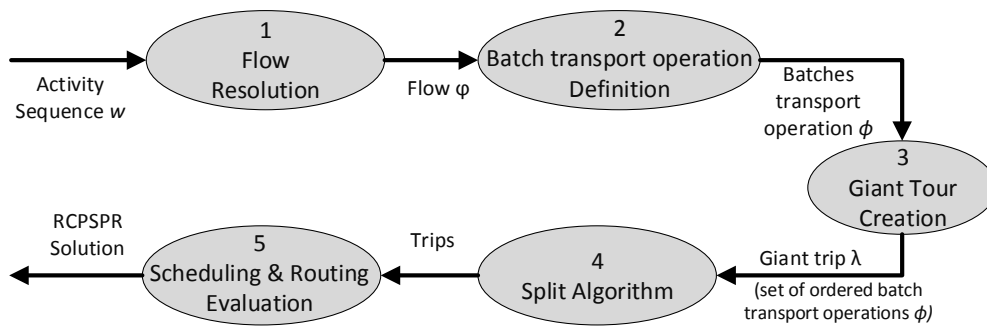 Activity
Sequence w
1
Flow
Resolution
Flow φ
2
Batch transport operation
Definition
Batches
transport
operation ϕ
3
Giant Tour
Creation
Giant trip λ
(set of ordered batch
transport operations ϕ)
4
Split Algorithm
Trips
5
Scheduling & Routing
Evaluation
RCPSPR
Solution